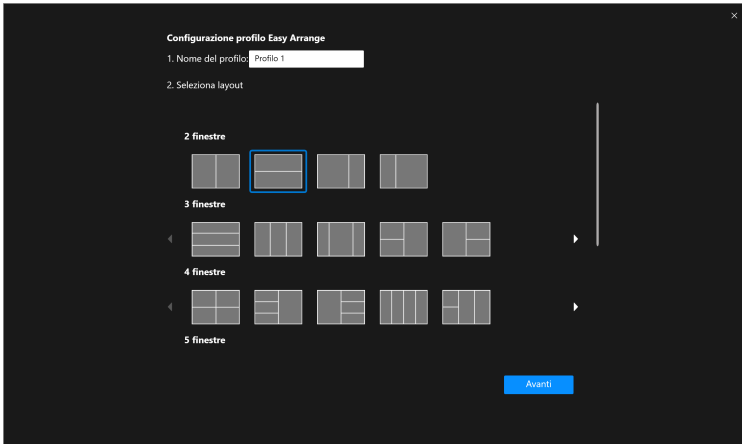 Configurazione profilo Easy Arrange
1. Nome del profilo: Profilo 1
2. Seleziona layout
2 finestre
3 finestre
4 finestre
5 finestre
Avanti